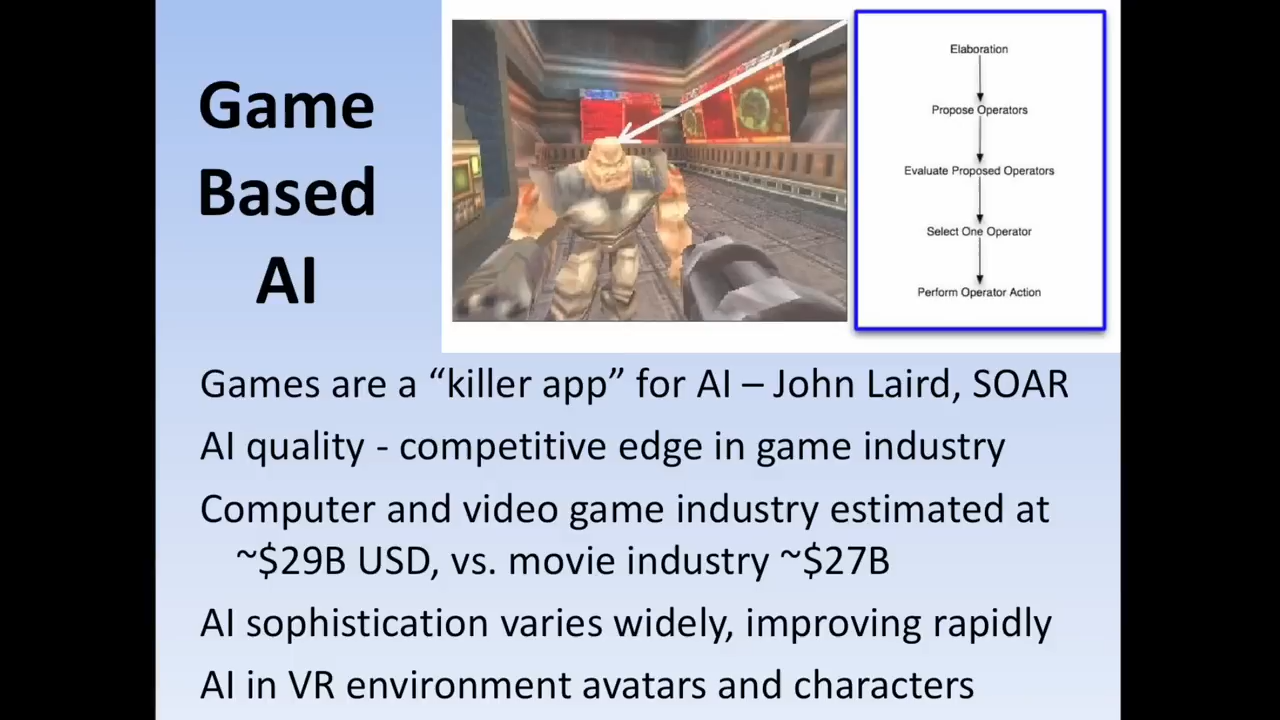 Game
Based
AI
Elaboration
Propose Operators
Evaluate Proposed Operators
Select One Operator
Perform Operator Action
Games are a “killer app” for AI – John Laird, SOAR
AI quality - competitive edge in game industry
Computer and video game industry estimated at
~$29B USD, vs. movie industry ~$27B
AI sophistication varies widely, improving rapidly
AI in VR environment avatars and characters